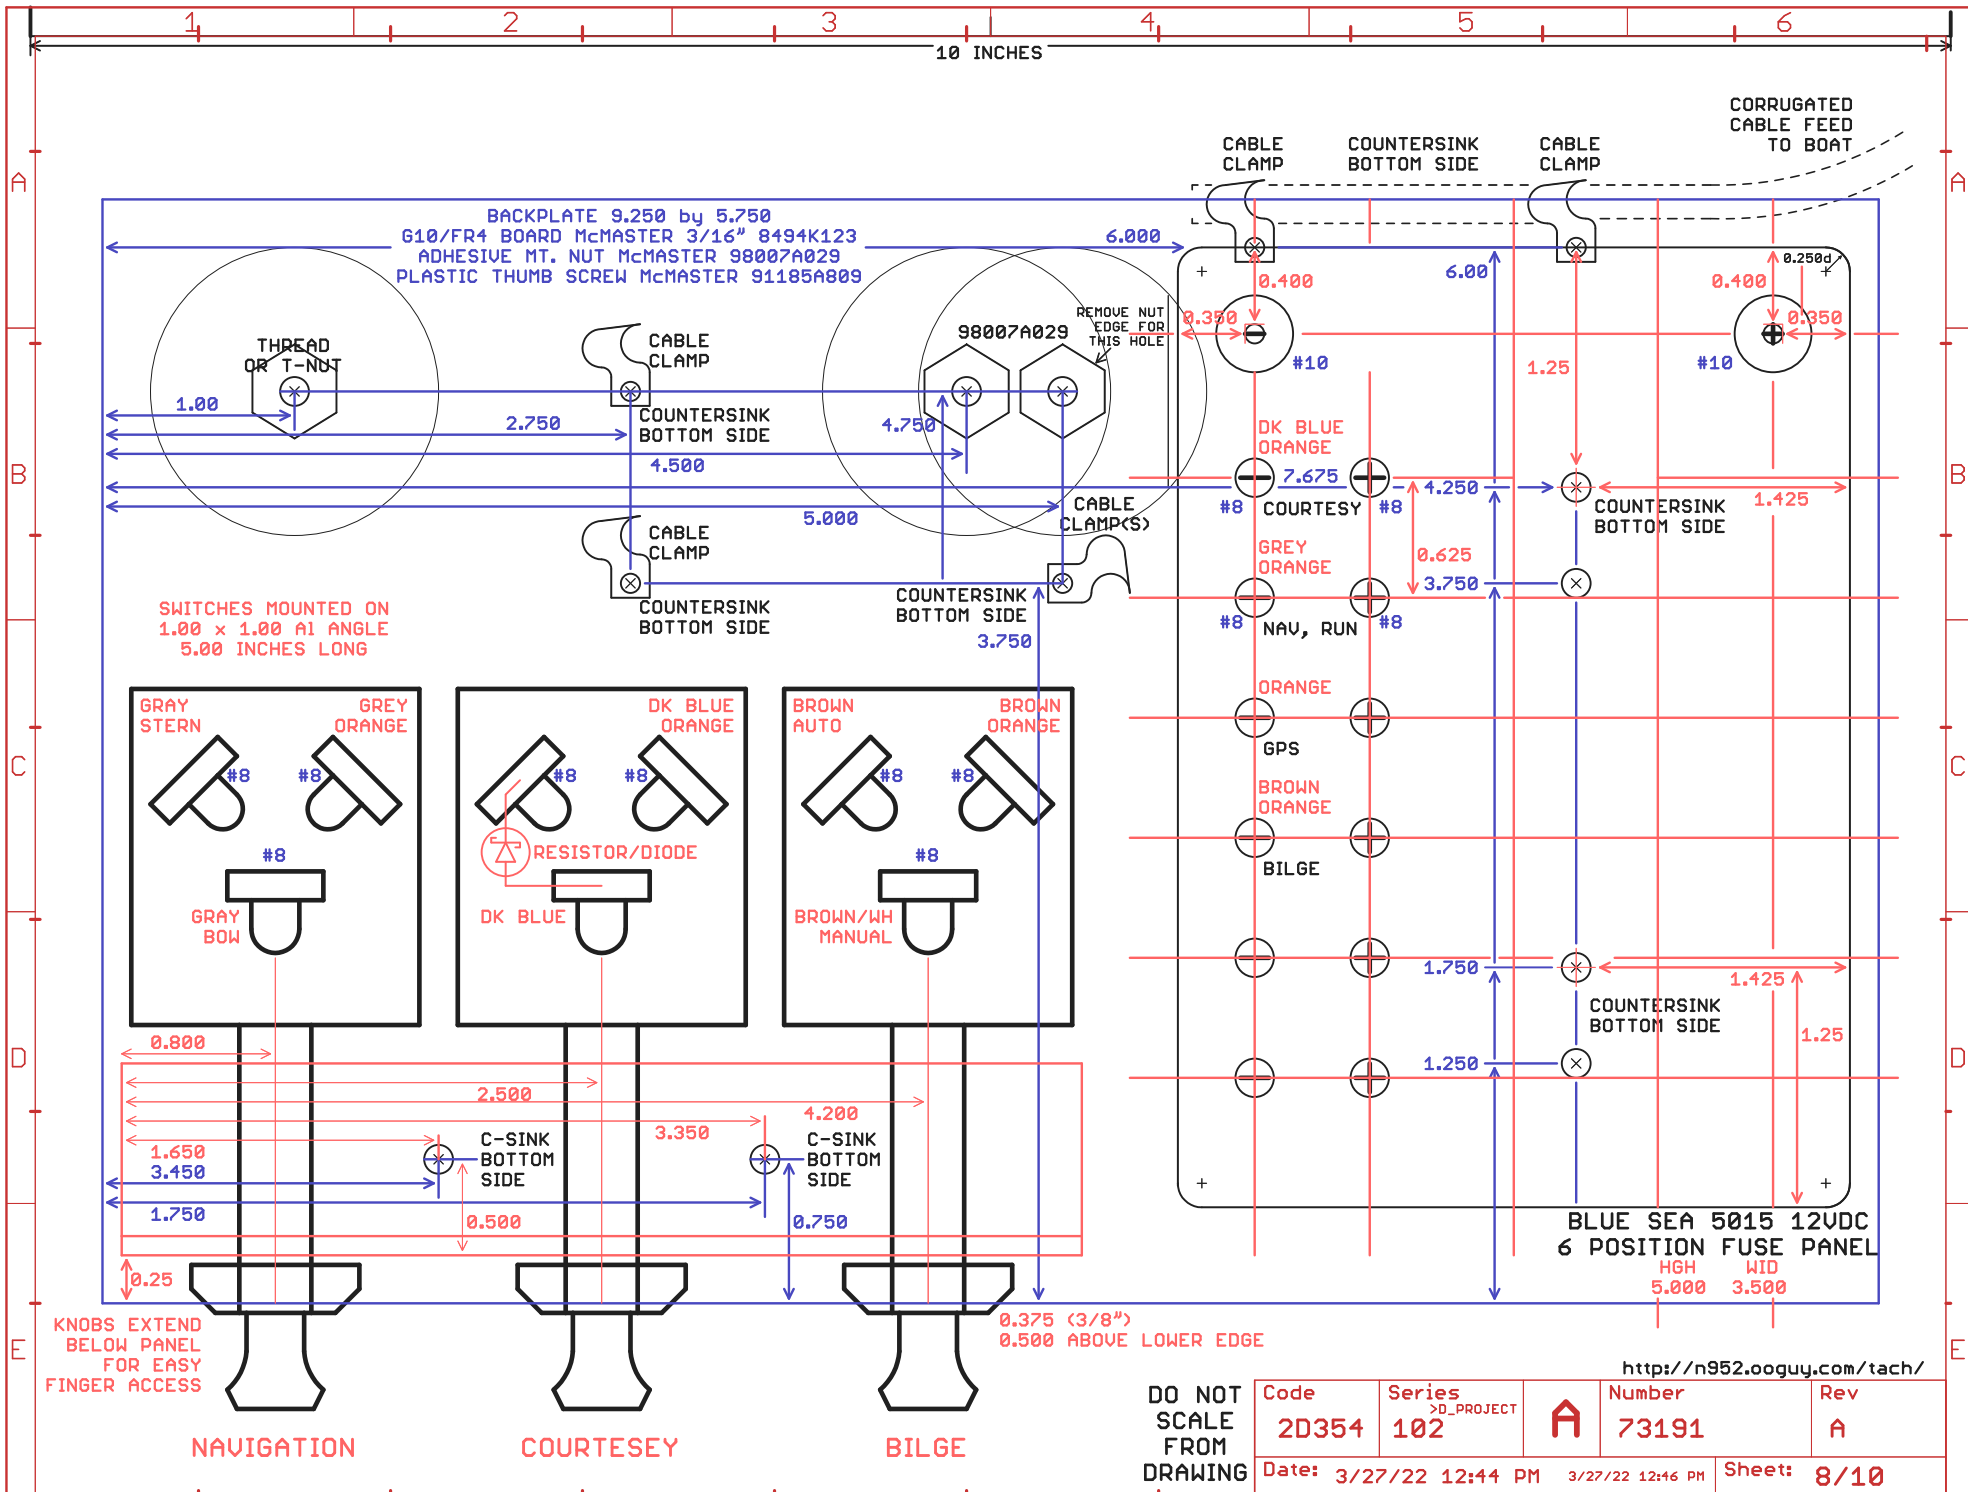 1 2 3 4 5 6
10 INCHES
CORRUGATED
CABLE FEED
TO BOAT
CABLE
CLAMP
COUNTERSINK
BOTTOM SIDE
CABLE
CLAMP
A
A
BACKPLATE 9.250 by 5.750
G10/FR4 BOARD McMASTER 3/16" 8494K123
ADHESIVE MT. NUT McMASTER 98007A029
PLASTIC THUMB SCREW McMASTER 91185A809
6.000
6.00
0.400
0.400
0.250d
0.350
0.350
#10
#10
1.25
REMOVE NUT
EDGE FOR
THIS HOLE
98007A029
THREAD
OR T-NUT
CABLE
CLAMP
COUNTERSINK
BOTTOM SIDE
1.00
2.750
4.750
4.500
5.000
B
B
DK BLUE
ORANGE
7.675
#8 COURTESY #8
4.250
1.425
COUNTERSINK
BOTTOM SIDE
CABLE
CLAMP(S)
CABLE
CLAMP
COUNTERSINK
BOTTOM SIDE
COUNTERSINK
BOTTOM SIDE
3.750
GREY
ORANGE
0.625
3.750
#8 NAV, RUN #8
SWITCHES MOUNTED ON
1.00 x 1.00 Al ANGLE
5.00 INCHES LONG
GRAY
STERN
GREY
ORANGE
#8
#8
#8
GRAY
BOW
DK BLUE
ORANGE
#8
#8
RESISTOR/DIODE
DK BLUE
BROWN
AUTO
BROWN
ORANGE
#8
#8
#8
BROWN/WH
MANUAL
C
C
ORANGE
GPS
BROWN
ORANGE
BILGE
1.750
1.425
COUNTERSINK
BOTTOM SIDE
1.25
1.250
D
D
0.800
2.500
4.200
3.350
1.650
3.450
1.750
C-SINK
BOTTOM
SIDE
C-SINK
BOTTOM
SIDE
0.500
0.750
0.25
BLUE SEA 5015 12VDC
6 POSITION FUSE PANEL
HGH WID
5.000 3.500
0.375 (3/8")
0.500 ABOVE LOWER EDGE
KNOBS EXTEND
BELOW PANEL
FOR EASY
FINGER ACCESS
E
E
NAVIGATION
COURTESEY
BILGE
http://n952.ooguy.com/tach/
DO NOT
SCALE
FROM
DRAWING
Code
2D354
Series
>D_PROJECT
102
A
Number
73191
Rev
A
Date: 3/27/22 12:44 PM
3/27/22 12:46 PM
Sheet: 8/10